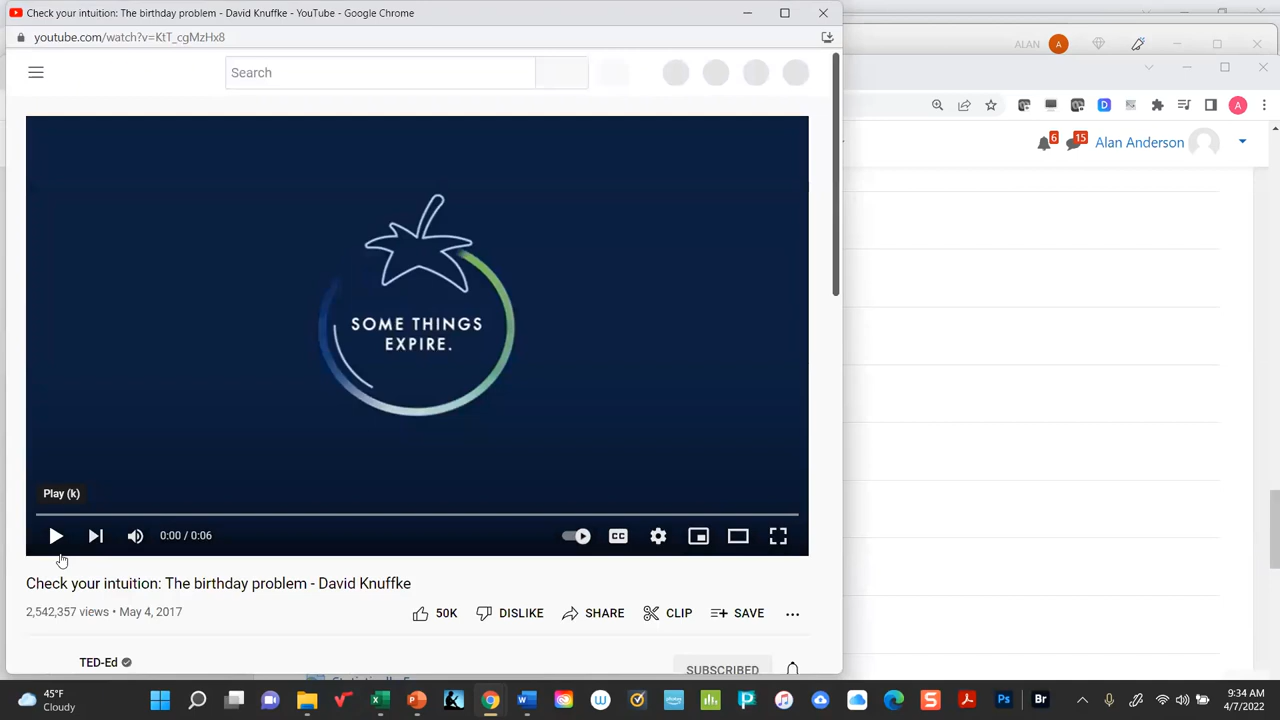 Check your intuition: The birthday problem - David Knuffke - YouTube - Google Chrome
youtube.com/watch?v=KtT_cgMzHx8
ALAN
A
Search
D
A
6
15
Alan Anderson
SOME THINGS
EXPIRE.
Play (k)
0:00 / 0:06
CC
Check your intuition: The birthday problem - David Knuffke
2,542,357 views • May 4, 2017
50K
DISLIKE
SHARE
CLIP
SAVE
TED-Ed
SUBSCRIBED
45°F
Cloudy
Ps
Br
9:34 AM
4/7/2022